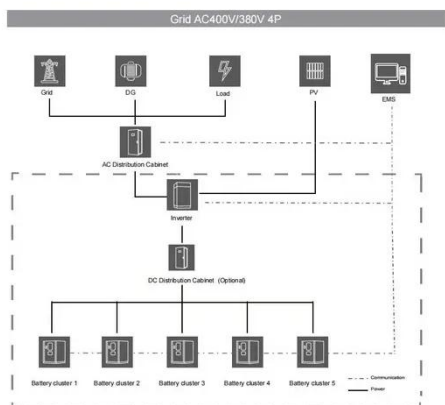 Grid AC400V/380V 4P
Grid
DG
Load
PV
EMS
AC Distribution Cabinet
Inverter
DC Distribution Cabinet (Optional)
Battery cluster 1
Battery cluster 2
Battery cluster 3
Battery cluster 4
Battery cluster 5
Communication
Power